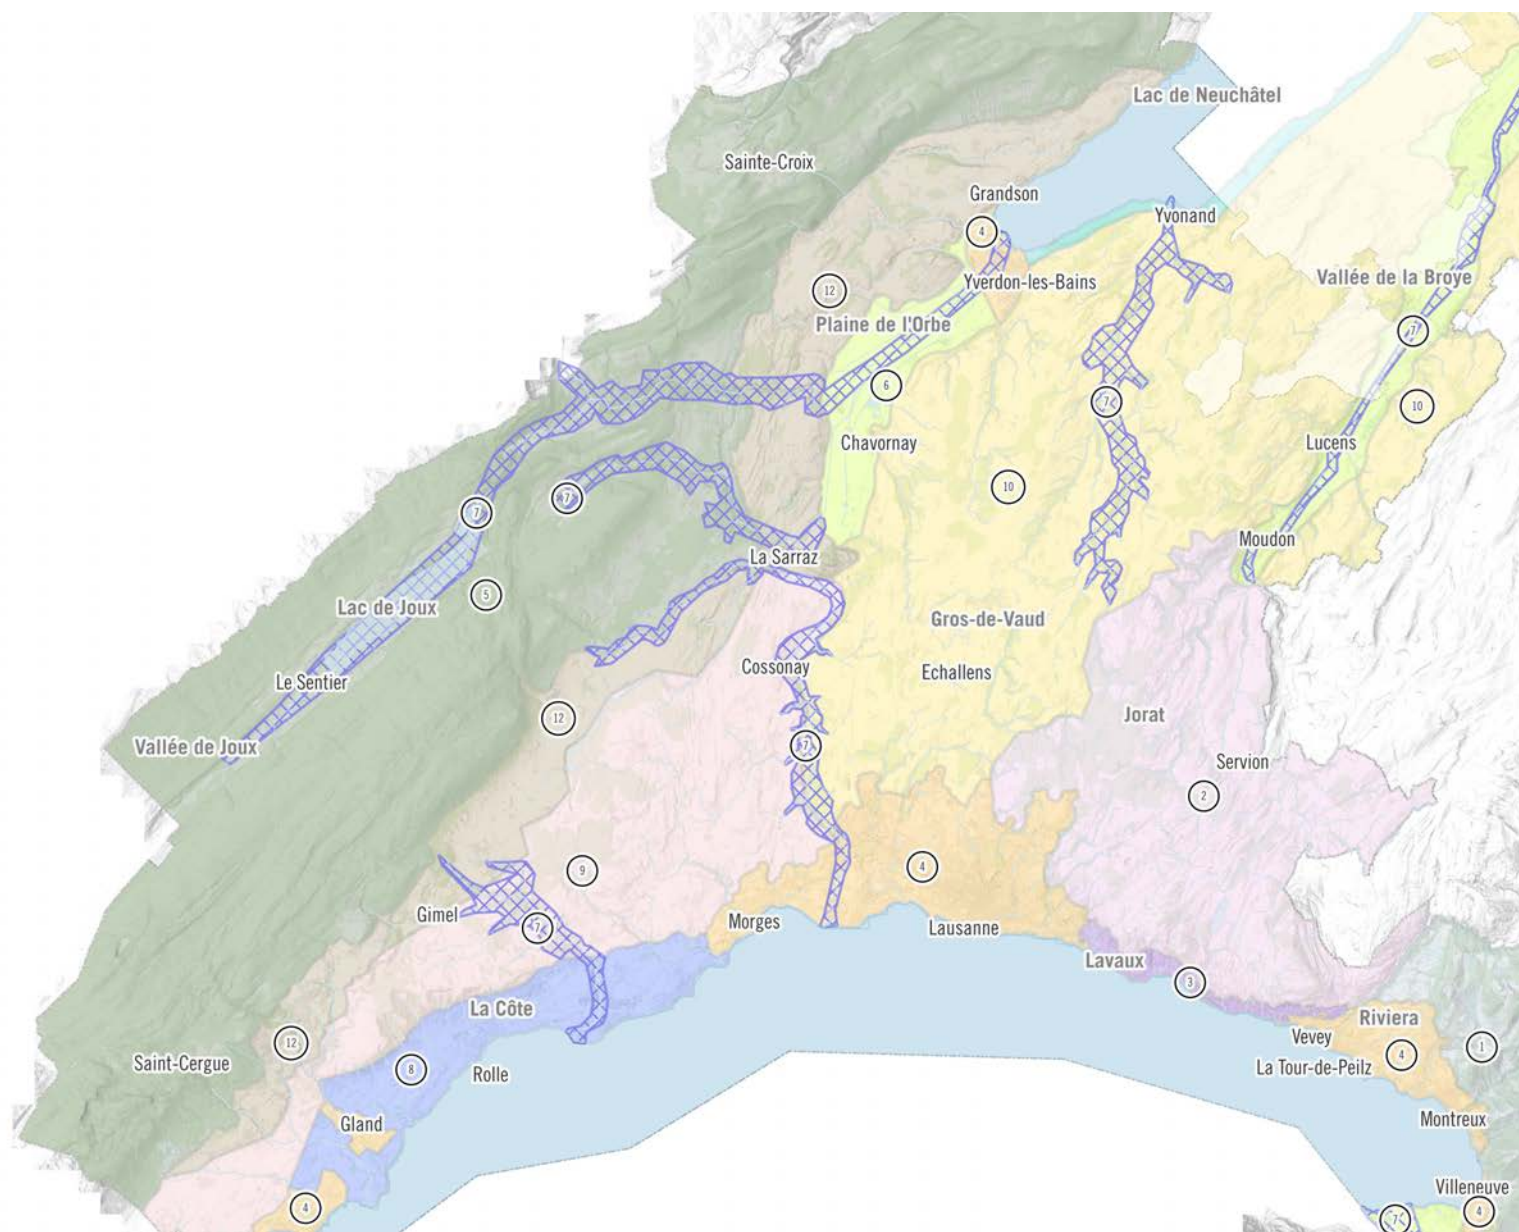 Lac de Neuchâtel
Sainte-Croix
Grandson
Yvonand
4
Vallée de la Broye
Yverdon-les-Bains
12
Plaine de l'Orbe
7
6
7
10
Chavornay
Lucens
10
7
7
Moudon
La Sarraz
5
Lac de Joux
Gros-de-Vaud
Cossonay
Echallens
Le Sentier
12
Jorat
Vallée de Joux
7
Servion
2
9
4
Gimel
7
Morges
Lausanne
Lavaux
3
La Côte
Riviera
12
Vevey
1
Saint-Cergue
4
8
Rolle
La Tour-de-Peilz
Gland
Montreux
Villeneuve
4
4
7